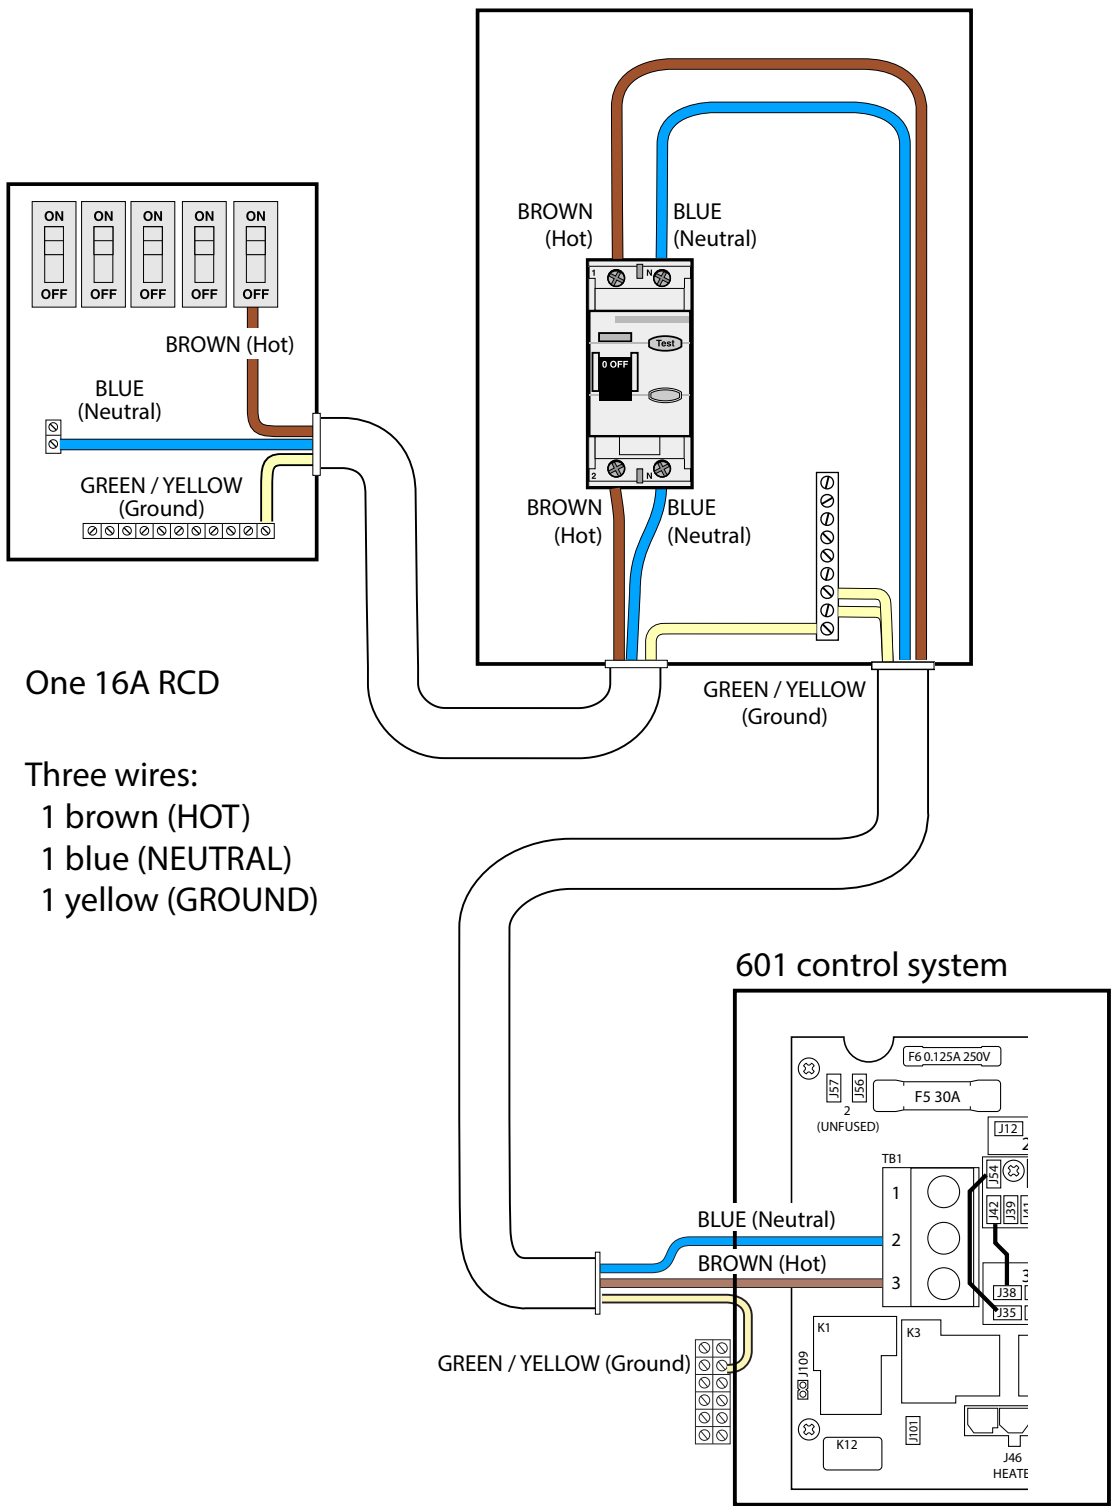 ON
ON
ON
ON
ON
OFF
OFF
OFF
OFF
OFF
BROWN (Hot)
BLUE
(Neutral)
GREEN / YELLOW
(Ground)
BROWN
(Hot)
BLUE
(Neutral)
1
N
Test
0 OFF
2
N
BROWN
(Hot)
BLUE
(Neutral)
GREEN / YELLOW
(Ground)
One 16A RCD
Three wires:
1 brown (HOT)
1 blue (NEUTRAL)
1 yellow (GROUND)
601 control system
F6 0.125A 250V
J57
J56
F5 30A
2
(UNFUSED)
J12
2
TB1
J54
1
J42
J39
J41
BLUE (Neutral)
2
BROWN (Hot)
3
3
J38
J35
K1
K3
GREEN / YELLOW (Ground)
J109
J101
K12
J46
HEATE